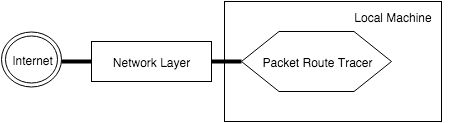 Local Machine
Internet
Network Layer
Packet Route Tracer